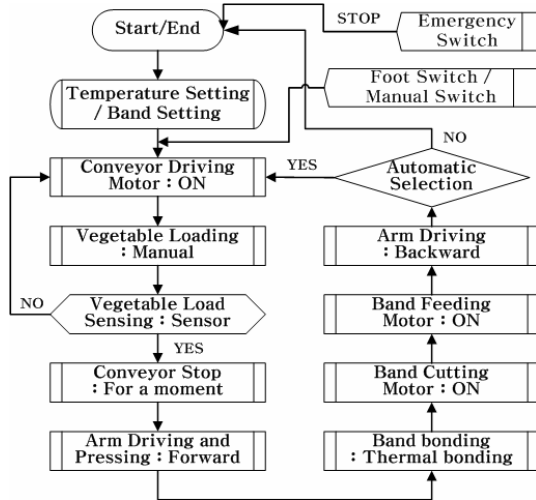 Start/End
STOP
Emergency
Switch
Foot Switch /
Manual Switch
Temperature Setting
/ Band Setting
NO
Conveyor Driving
Motor : ON
YES
Automatic
Selection
Vegetable Loading
: Manual
Arm Driving
: Backward
NO
Vegetable Load
Sensing : Sensor
Band Feeding
Motor : ON
YES
Conveyor Stop
: For a moment
Band Cutting
Motor : ON
Arm Driving and
Pressing : Forward
Band bonding
: Thermal bonding